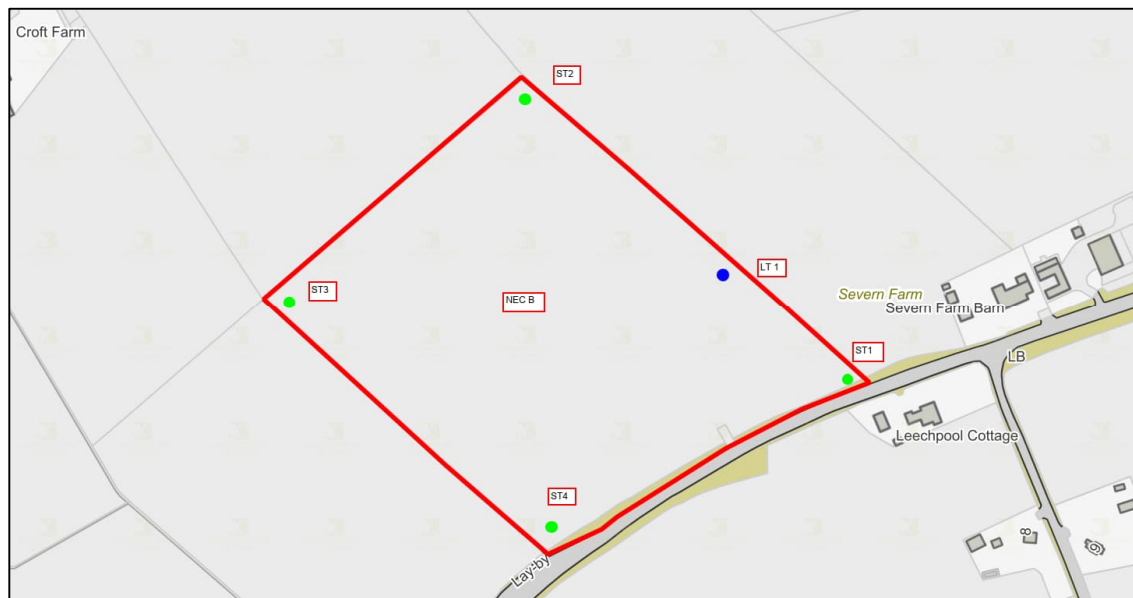 Croft Farm
ST2
LT 1
ST3
NEC B
Severn Farm
Severn Farm Barn
ST1
LB
Leechpool Cottage
ST4
8
9
Lay-by